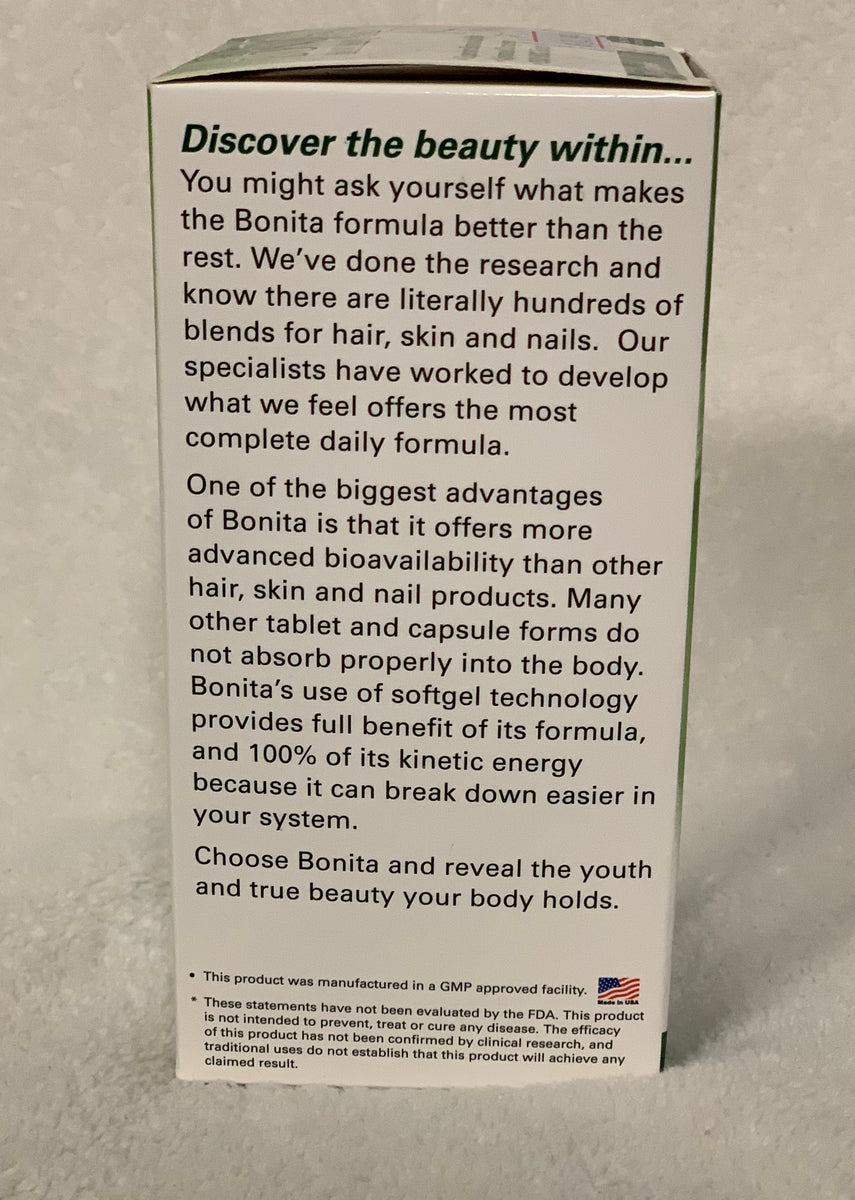 Discover the beauty within...
You might ask yourself what makes
the Bonita formula better than the
rest. We've done the research and
know there are literally hundreds of
blends for hair, skin and nails.  Our
specialists have worked to develop
what we feel offers the most
complete daily formula.
One of the biggest advantages
of Bonita is that it offers more
advanced bioavailability than other
hair, skin and nail products. Many
other tablet and capsule forms do
not absorb properly into the body.
Bonita's use of softgel technology
provides full benefit of its formula,
and 100% of its kinetic energy
because it can break down easier in
your system.
Choose Bonita and reveal the youth
and true beauty your body holds.
• This product was manufactured in a GMP approved facility.
Made in USA
* These statements have not been evaluated by the FDA. This product
is not intended to prevent, treat or cure any disease. The efficacy
of this product has not been confirmed by clinical research, and
traditional uses do not establish that this product will achieve any
claimed result.